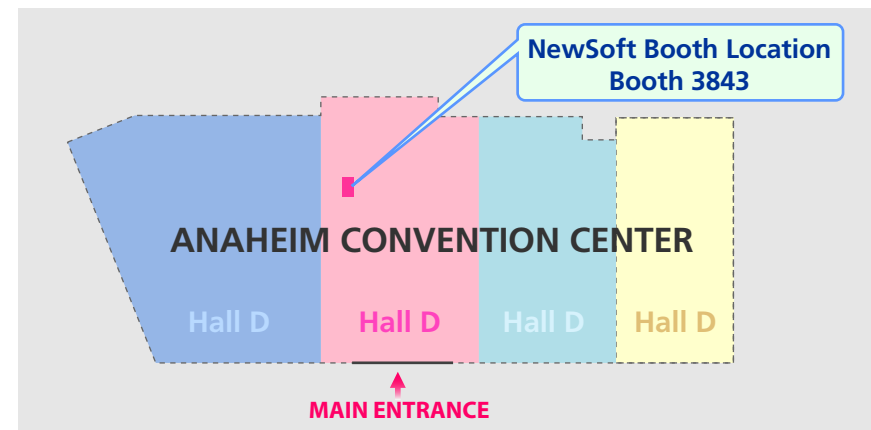 NewSoft Booth Location
Booth 3843
ANAHEIM CONVENTION CENTER
Hall D
Hall D
Hall D
Hall D
MAIN ENTRANCE